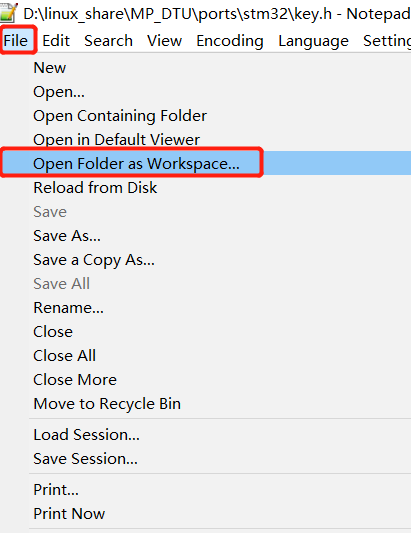 D:\linux_share\MP_DTU\ports\stm32\key.h - Notepad
File Edit Search View Encoding Language Setting
New
Open...
Open Containing Folder
Open in Default Viewer
Open Folder as Workspace...
Reload from Disk
Save
Save As...
Save a Copy As...
Save All
Rename...
Close
Close All
Close More
Move to Recycle Bin
Load Session...
Save Session...
Print...
Print Now